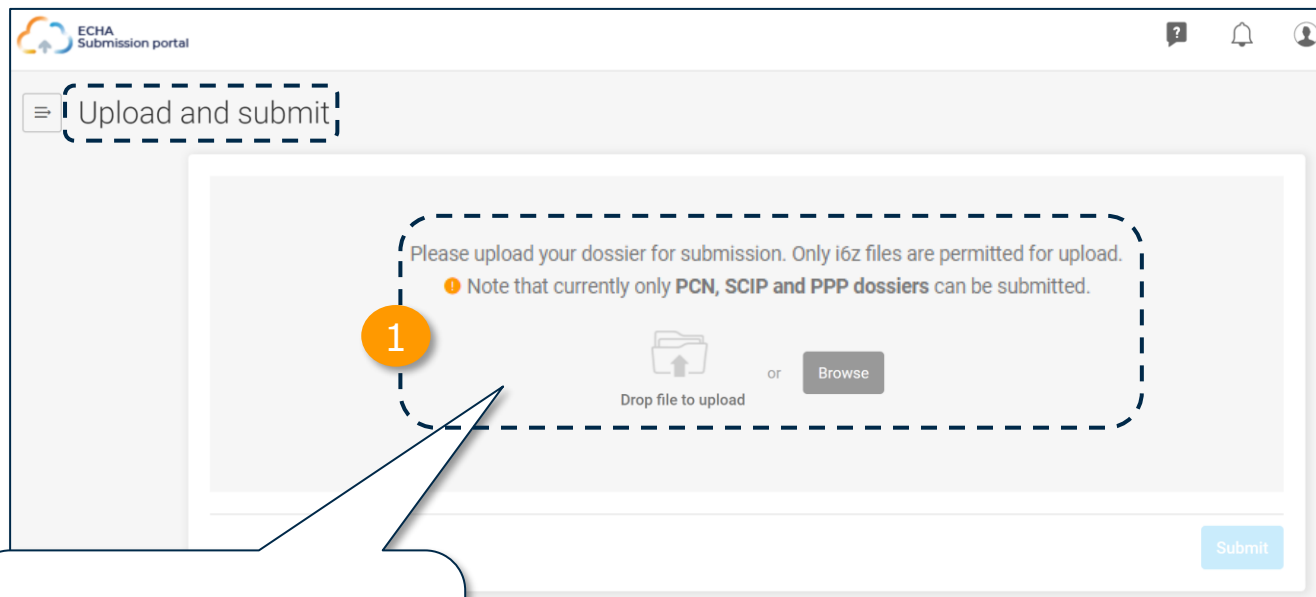 ECHA
Submission portal
?
Upload and submit
Please upload your dossier for submission. Only i6z files are permitted for upload.
! Note that currently only PCN, SCIP and PPP dossiers can be submitted.
1
or
Browse
Drop file to upload
Submit